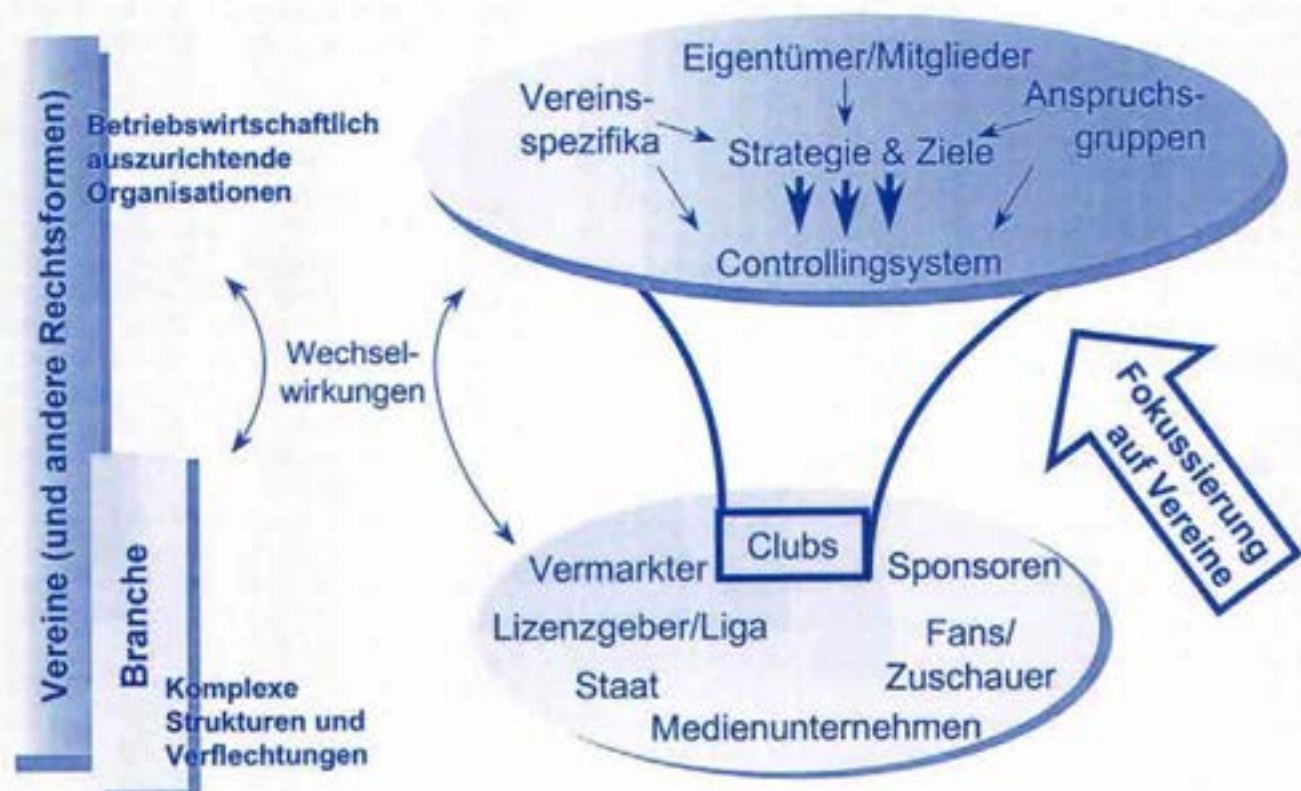 Vereine (und andere Rechtsformen)
Betriebswirtschaftlich
auszurichtende
Organisationen
Wechsel-
wirkungen
Branche
Komplexe
Strukturen und
Verflechtungen
Eigentümer/Mitglieder
Vereins-
spezifika
Anspruchs-
gruppen
Strategie & Ziele
Controllingsystem
Fokussierung
auf Vereine
Clubs
Vermarkter
Sponsoren
Lizenzgeber/Liga
Fans/
Zuschauer
Staat
Medienunternehmen